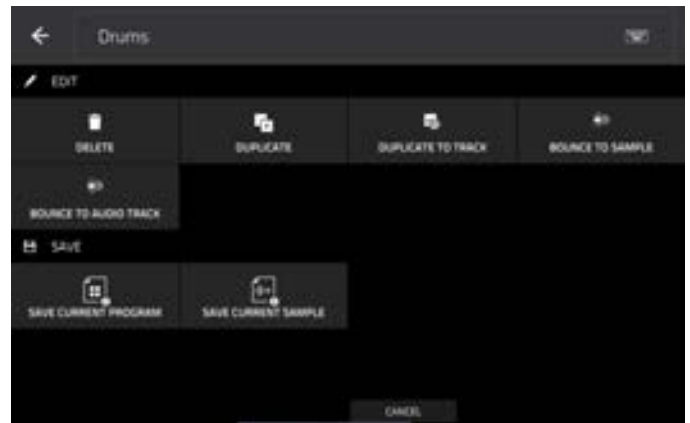 Drums
EDIT
DELETE
DUPLICATE
DUPLICATE TO TRACK
BOUNCE TO SAMPLE
BOUNCE TO AUDIO TRACK
SAVE
SAVE CURRENT PROGRAM
SAVE CURRENT SAMPLE
CANCEL